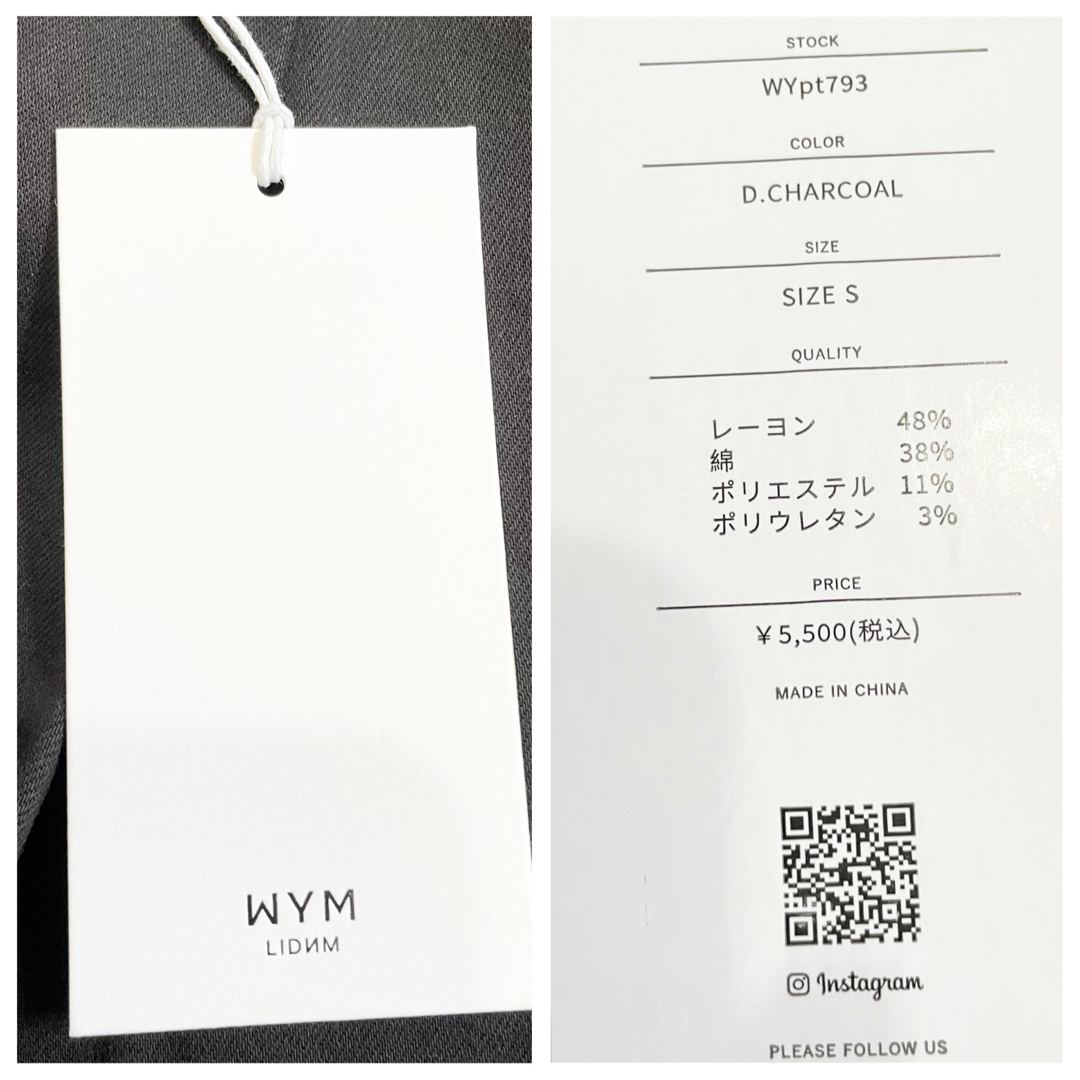 WYM
LIDИM
STOCK
WYpt793
COLOR
D.CHARCOAL
SIZE
SIZE S
QUALITY
レーヨン 48%
綿 38%
ポリエステル 11%
ポリウレタン 3%
PRICE
¥5,500(税込)
MADE IN CHINA
Instagram
PLEASE FOLLOW US